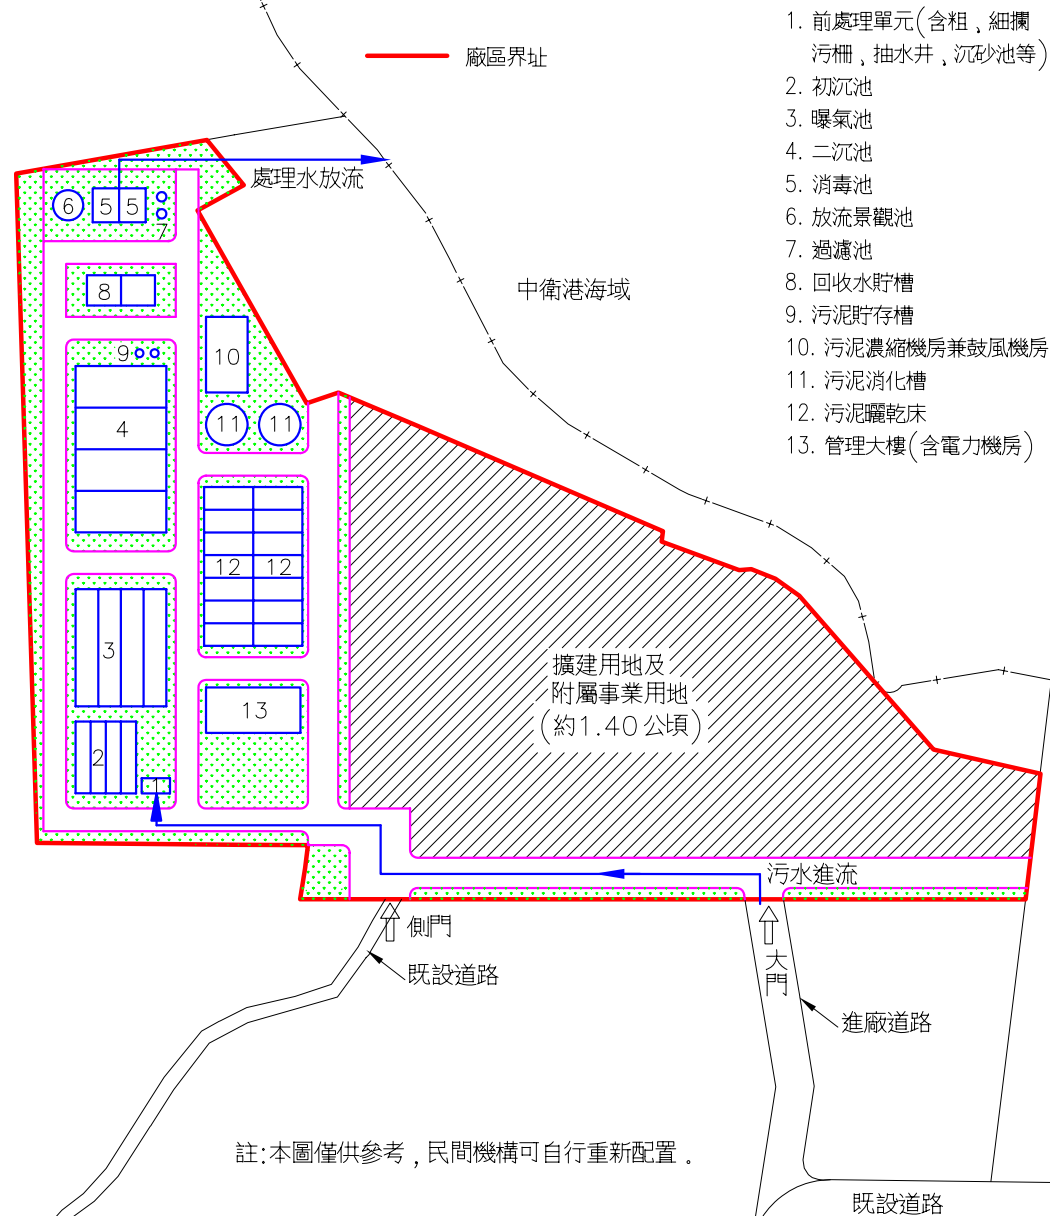 廠區界址
1. 前處理單元(含粗﹑細攔
污柵﹑抽水井﹑沉砂池等)
2. 初沉池
3. 曝氣池
4. 二沉池
5. 消毒池
6. 放流景觀池
7. 過濾池
8. 回收水貯槽
9. 污泥貯存槽
10. 污泥濃縮機房兼鼓風機房
11. 污泥消化槽
12. 污泥曬乾床
13. 管理大樓(含電力機房)
處理水放流
6
5
5
7
8
中衛港海域
9
10
4
11
11
12
12
3
13
2
1
擴建用地及
附屬事業用地
(約1.40公頃)
污水進流
側門
大門
既設道路
進廠道路
註:本圖僅供參考,民間機構可自行重新配置。
既設道路